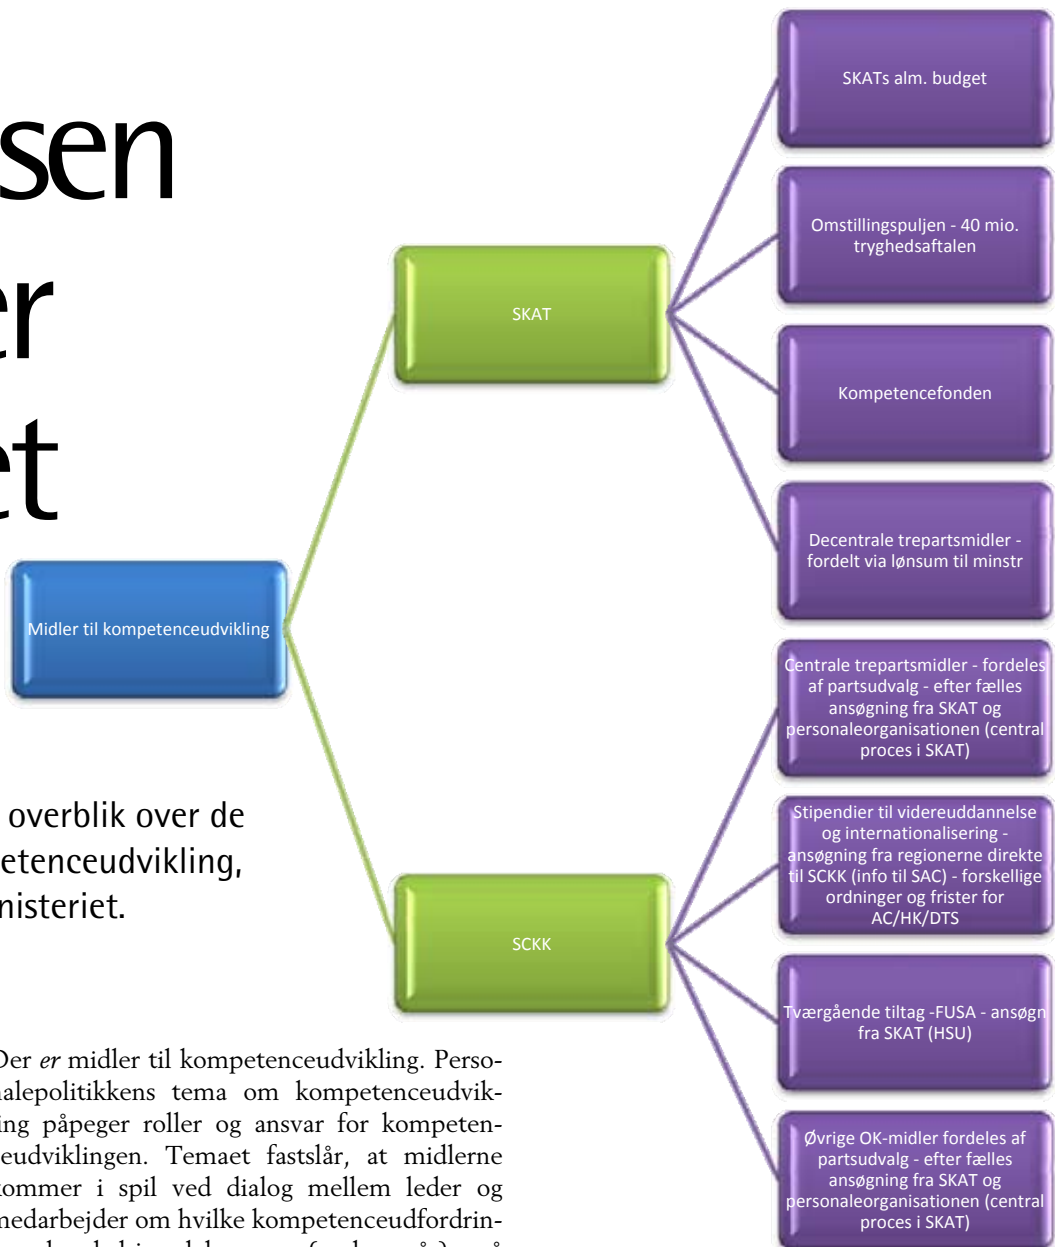 sen
er
et
overblik over de
petenceudvikling,
nisteriet.
Der er midler til kompetenceudvikling. Perso-
nalepolitikkens tema om kompetenceudvik-
ling påpeger roller og ansvar for kompeten-
ceudviklingen. Temaet fastslår, at midlerne
kommer i spil ved dialog mellem leder og
medarbejder om hvilke kompetenceudfordrin-
Midler til kompetenceudvikling
SKAT
SKATs alm. budget
Omstillingspuljen - 40 mio.
tryghedsaftalen
Kompetencefonden
Decentrale trepartsmidler -
fordelt via lønsum til minstr
SCKK
Centrale trepartsmidler - fordeles
af partsudvalg - efter fælles
ansøgning fra SKAT og
personaleorganisationen (central
proces i SKAT)
Stipendier til videreuddannelse
og internationalisering -
ansøgning fra regionerne direkte
til SCKK (info til SAC) - forskellige
ordninger og frister for
AC/HK/DTS
Tværgående tiltag -FUSA - ansøgn
fra SKAT (HSU)
Øvrige OK-midler fordeles af
partsudvalg - efter fælles
ansøgning fra SKAT og
personaleorganisationen (central
proces i SKAT)